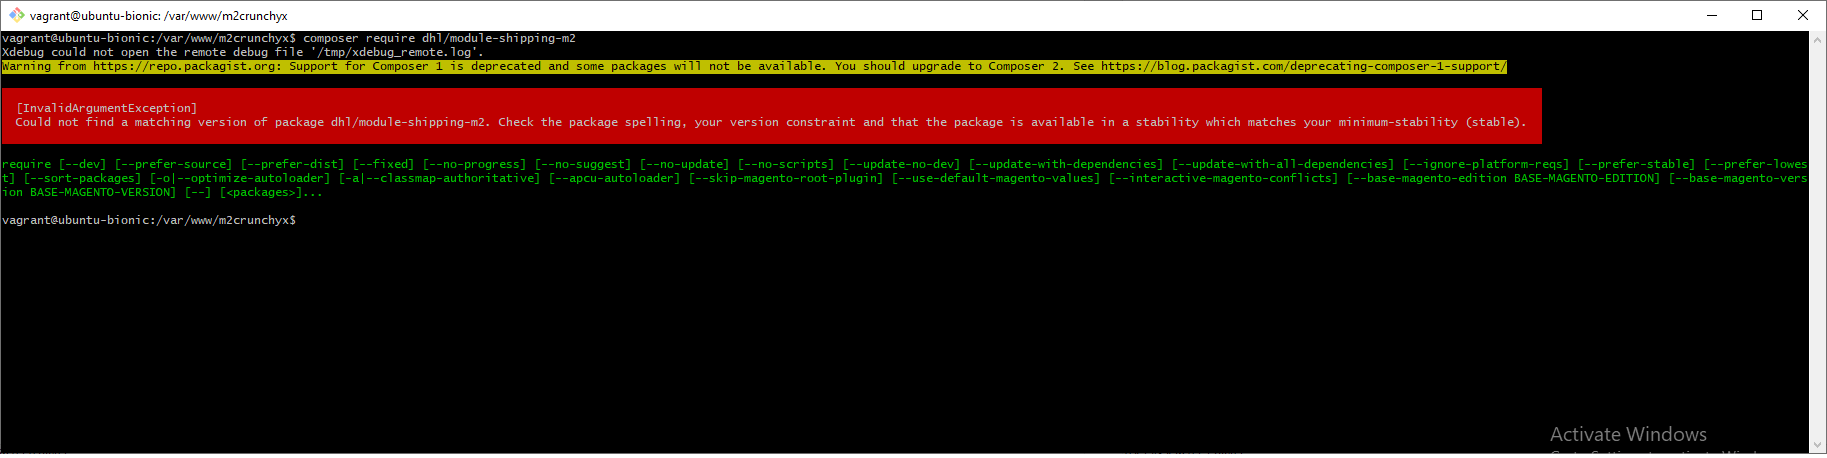 vagrant@ubuntu-bionic: /var/www/m2crunchyx
vagrant@ubuntu-bionic:/var/www/m2crunchyx$ composer require dhl/module-shipping-m2
Xdebug could not open the remote debug file '/tmp/xdebug_remote.log'.
Warning from https://repo.packagist.org: Support for Composer 1 is deprecated and some packages will not be available. You should upgrade to Composer 2. See https://blog.packagist.com/deprecating-composer-1-support/
[InvalidArgumentException]
Could not find a matching version of package dhl/module-shipping-m2. Check the package spelling, your version constraint and that the package is available in a stability which matches your minimum-stability (stable).
require [--dev] [--prefer-source] [--prefer-dist] [--fixed] [--no-progress] [--no-suggest] [--no-update] [--no-scripts] [--update-no-dev] [--update-with-dependencies] [--update-with-all-dependencies] [--ignore-platform-reqs] [--prefer-stable] [--prefer-lowes
t] [--sort-packages] [-o|--optimize-autoloader] [-a|--classmap-authoritative] [--apcu-autoloader] [--skip-magento-root-plugin] [--use-default-magento-values] [--interactive-magento-conflicts] [--base-magento-edition BASE-MAGENTO-EDITION] [--base-magento-vers
ion BASE-MAGENTO-VERSION] [--] [<packages>]...
vagrant@ubuntu-bionic:/var/www/m2crunchyx$
Activate Windows